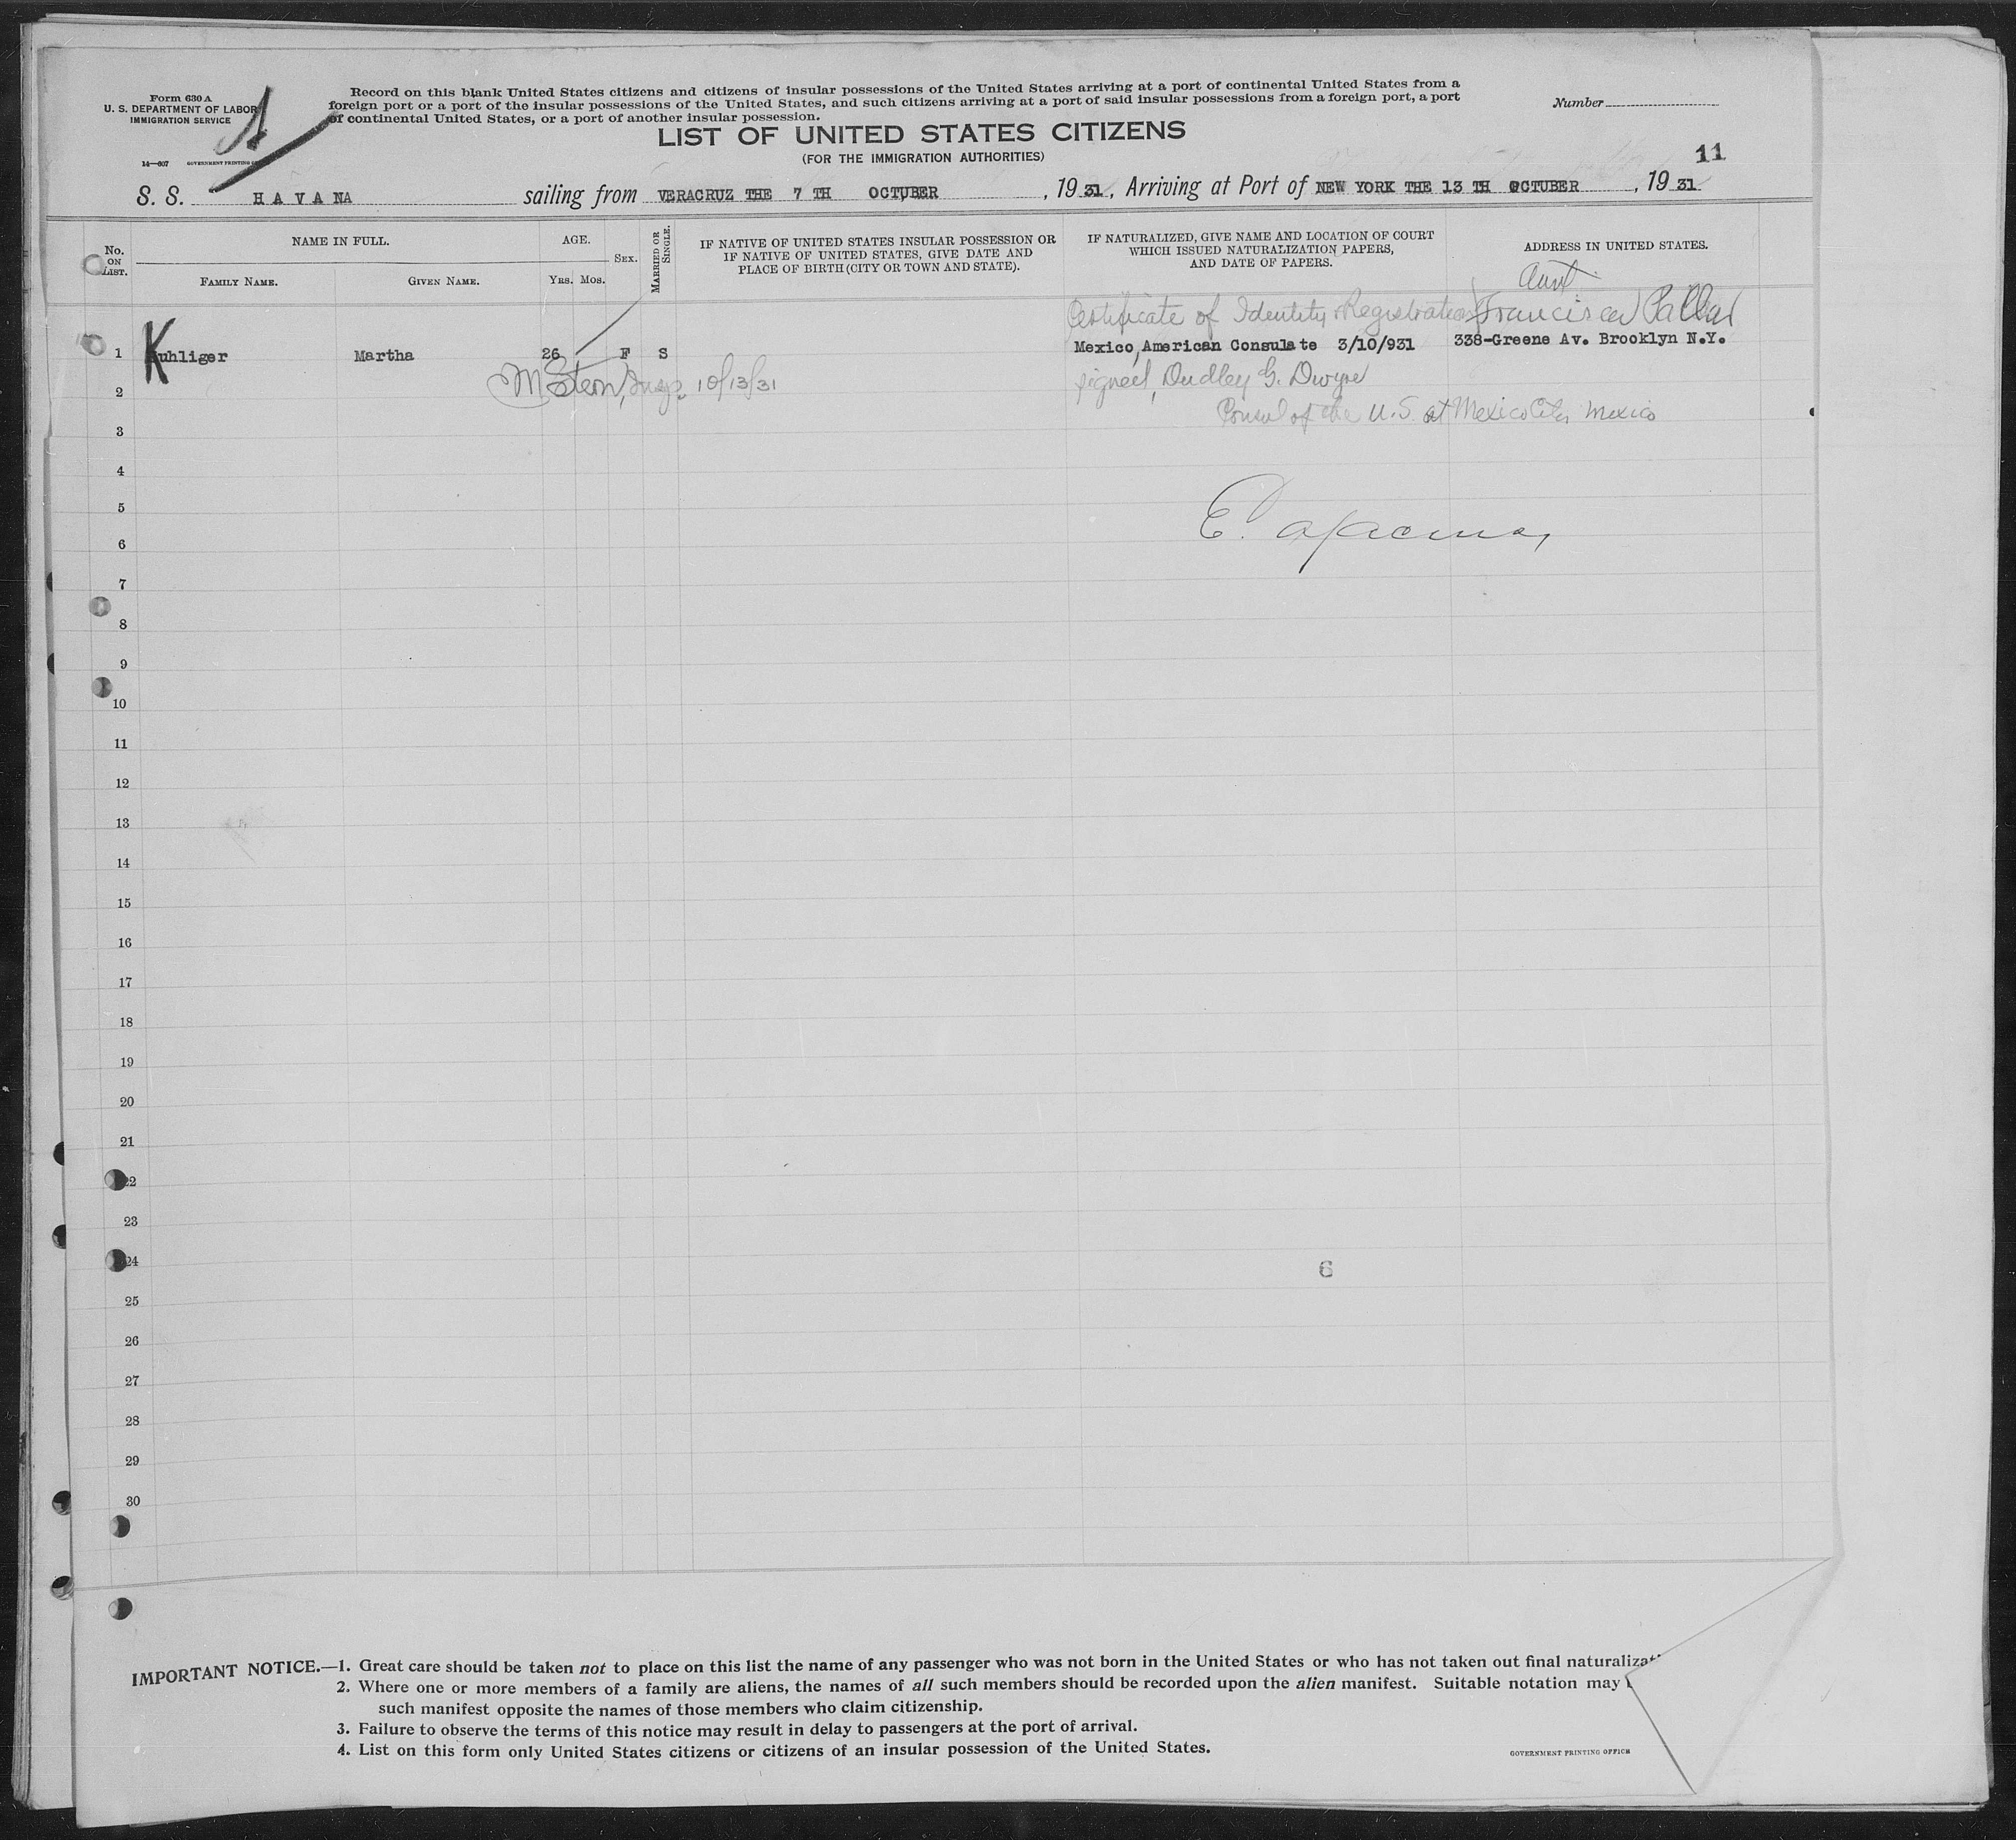 Form 630 A
U. S. DEPARTMENT OF LABOR
IMMIGRATION SERVICE
A
14—607 GOVERNMENT PRINTING
Record on this blank United States citizens and citizens of insular possessions of the United States arriving at a port of continental United States from a
foreign port or a port of the insular possessions of the United States, and such citizens arriving at a port of said insular possessions from a foreign port, a port
of continental United States, or a port of another insular possession.
Number
LIST OF UNITED STATES CITIZENS
(FOR THE IMMIGRATION AUTHORITIES)
11
S. S. HAVANA sailing from VERACRUZ THE 7 TH OCTUBER, 1931, Arriving at Port of NEW YORK THE 13 TH OCTUBER, 1931
No. ON LIST.
NAME IN FULL.
FAMILY NAME. GIVEN NAME.
AGE.
YRS. MOS.
SEX.
MARRIED OR SINGLE.
IF NATIVE OF UNITED STATES INSULAR POSSESSION OR
IF NATIVE OF UNITED STATES, GIVE DATE AND
PLACE OF BIRTH (CITY OR TOWN AND STATE).
IF NATURALIZED, GIVE NAME AND LOCATION OF COURT
WHICH ISSUED NATURALIZATION PAPERS,
AND DATE OF PAPERS.
ADDRESS IN UNITED STATES.
Aunt
Certificate of Identity & Registration
1 Kuhliger Martha 26 F S Mexico, American Consulate 3/10/931 338-Greene Av. Brooklyn N.Y.
M Stern, Insp. 10/13/31 signed, Dudley G. Dwyre
2
Consul of the U.S. at Mexico City Mexico
3
4
5
6
7
8
9
10
11
12
13
14
15
16
17
18
19
20
21
22
23
24
6
25
26
27
28
29
30
IMPORTANT NOTICE.—1. Great care should be taken not to place on this list the name of any passenger who was not born in the United States or who has not taken out final naturalizat
2. Where one or more members of a family are aliens, the names of all such members should be recorded upon the alien manifest. Suitable notation may
such manifest opposite the names of those members who claim citizenship.
3. Failure to observe the terms of this notice may result in delay to passengers at the port of arrival.
4. List on this form only United States citizens or citizens of an insular possession of the United States.
GOVERNMENT PRINTING OFFICE